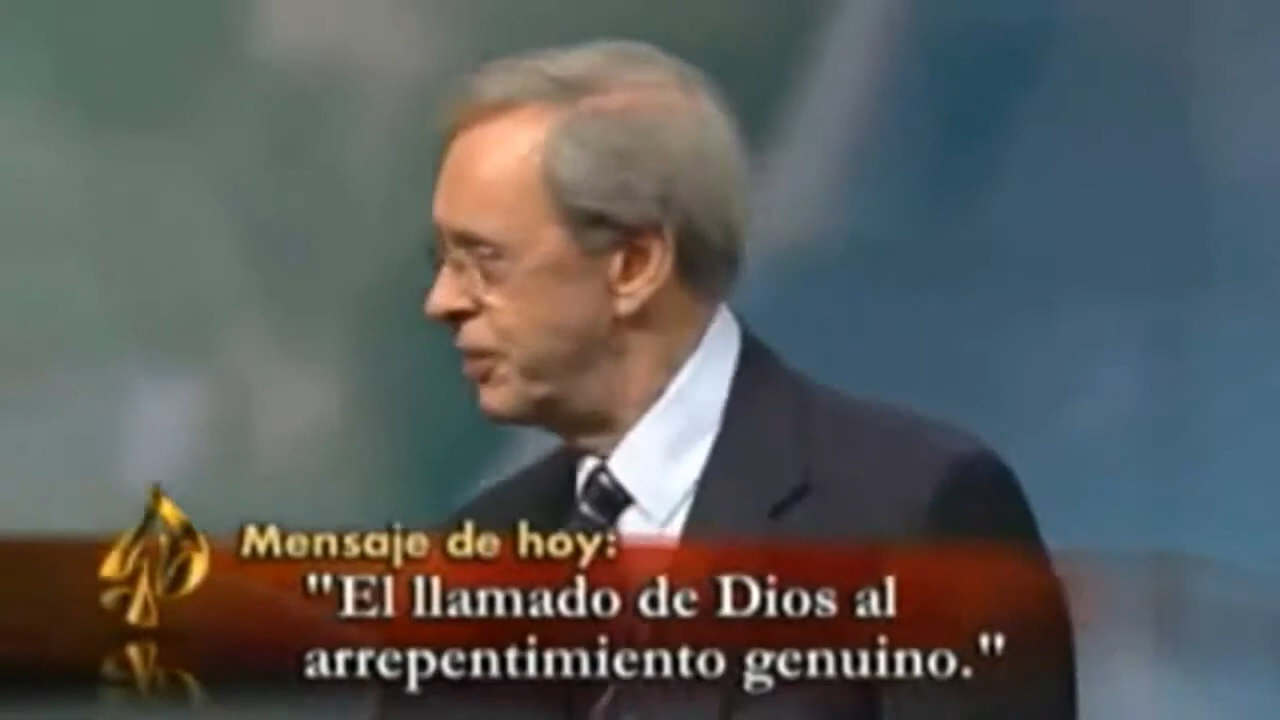 Mensaje de hoy:
"El llamado de Dios al
arrepentimiento genuino."